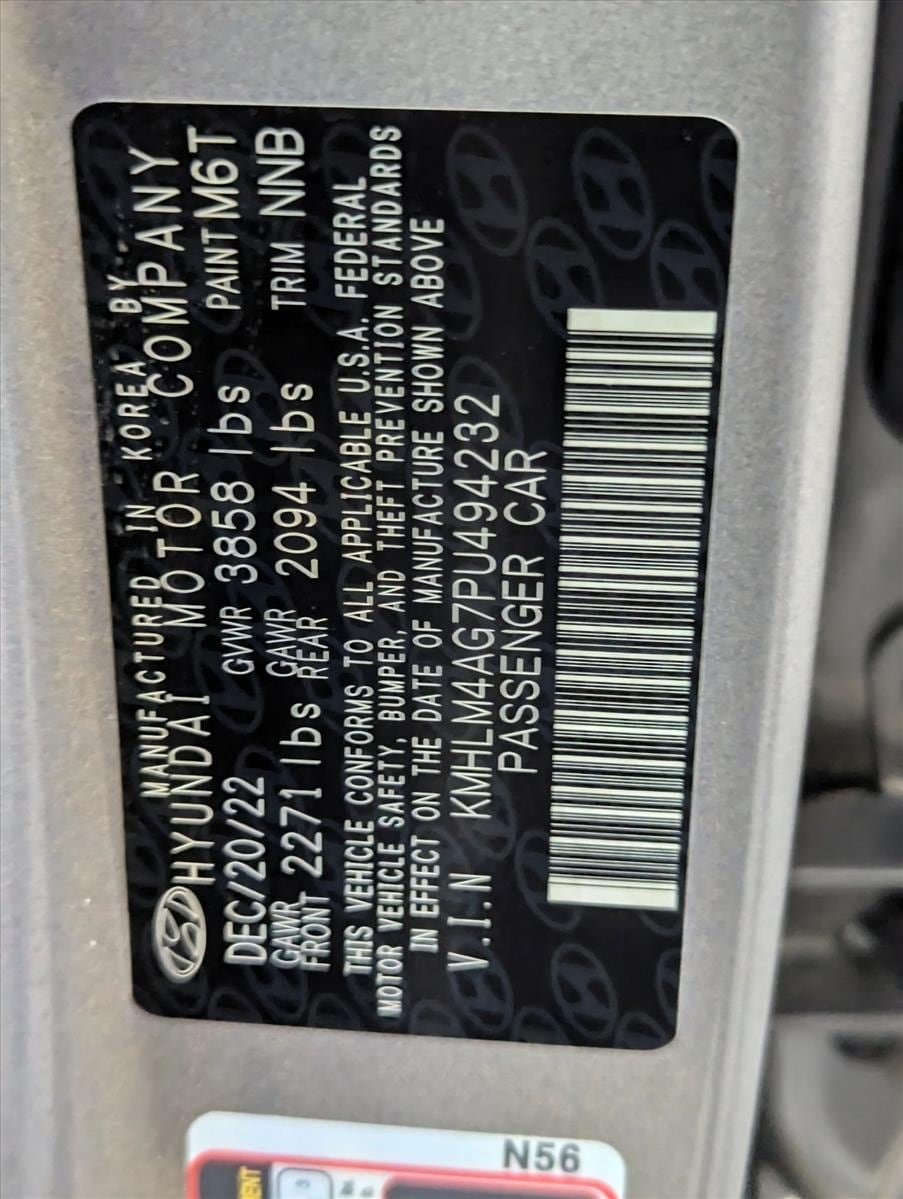 MANUFACTURED IN KOREA BY
HYUNDAI MOTOR COMPANY
DEC/20/22 GVWR 3858 lbs PAINT M6T
GAWR FRONT 2271 lbs GAWR REAR 2094 lbs TRIM NNB
THIS VEHICLE CONFORMS TO ALL APPLICABLE U.S.A. FEDERAL
MOTOR VEHICLE SAFETY, BUMPER, AND THEFT PREVENTION STANDARDS
IN EFFECT ON THE DATE OF MANUFACTURE SHOWN ABOVE
V.I.N KMHLM4AG7PU494232
PASSENGER CAR
N56